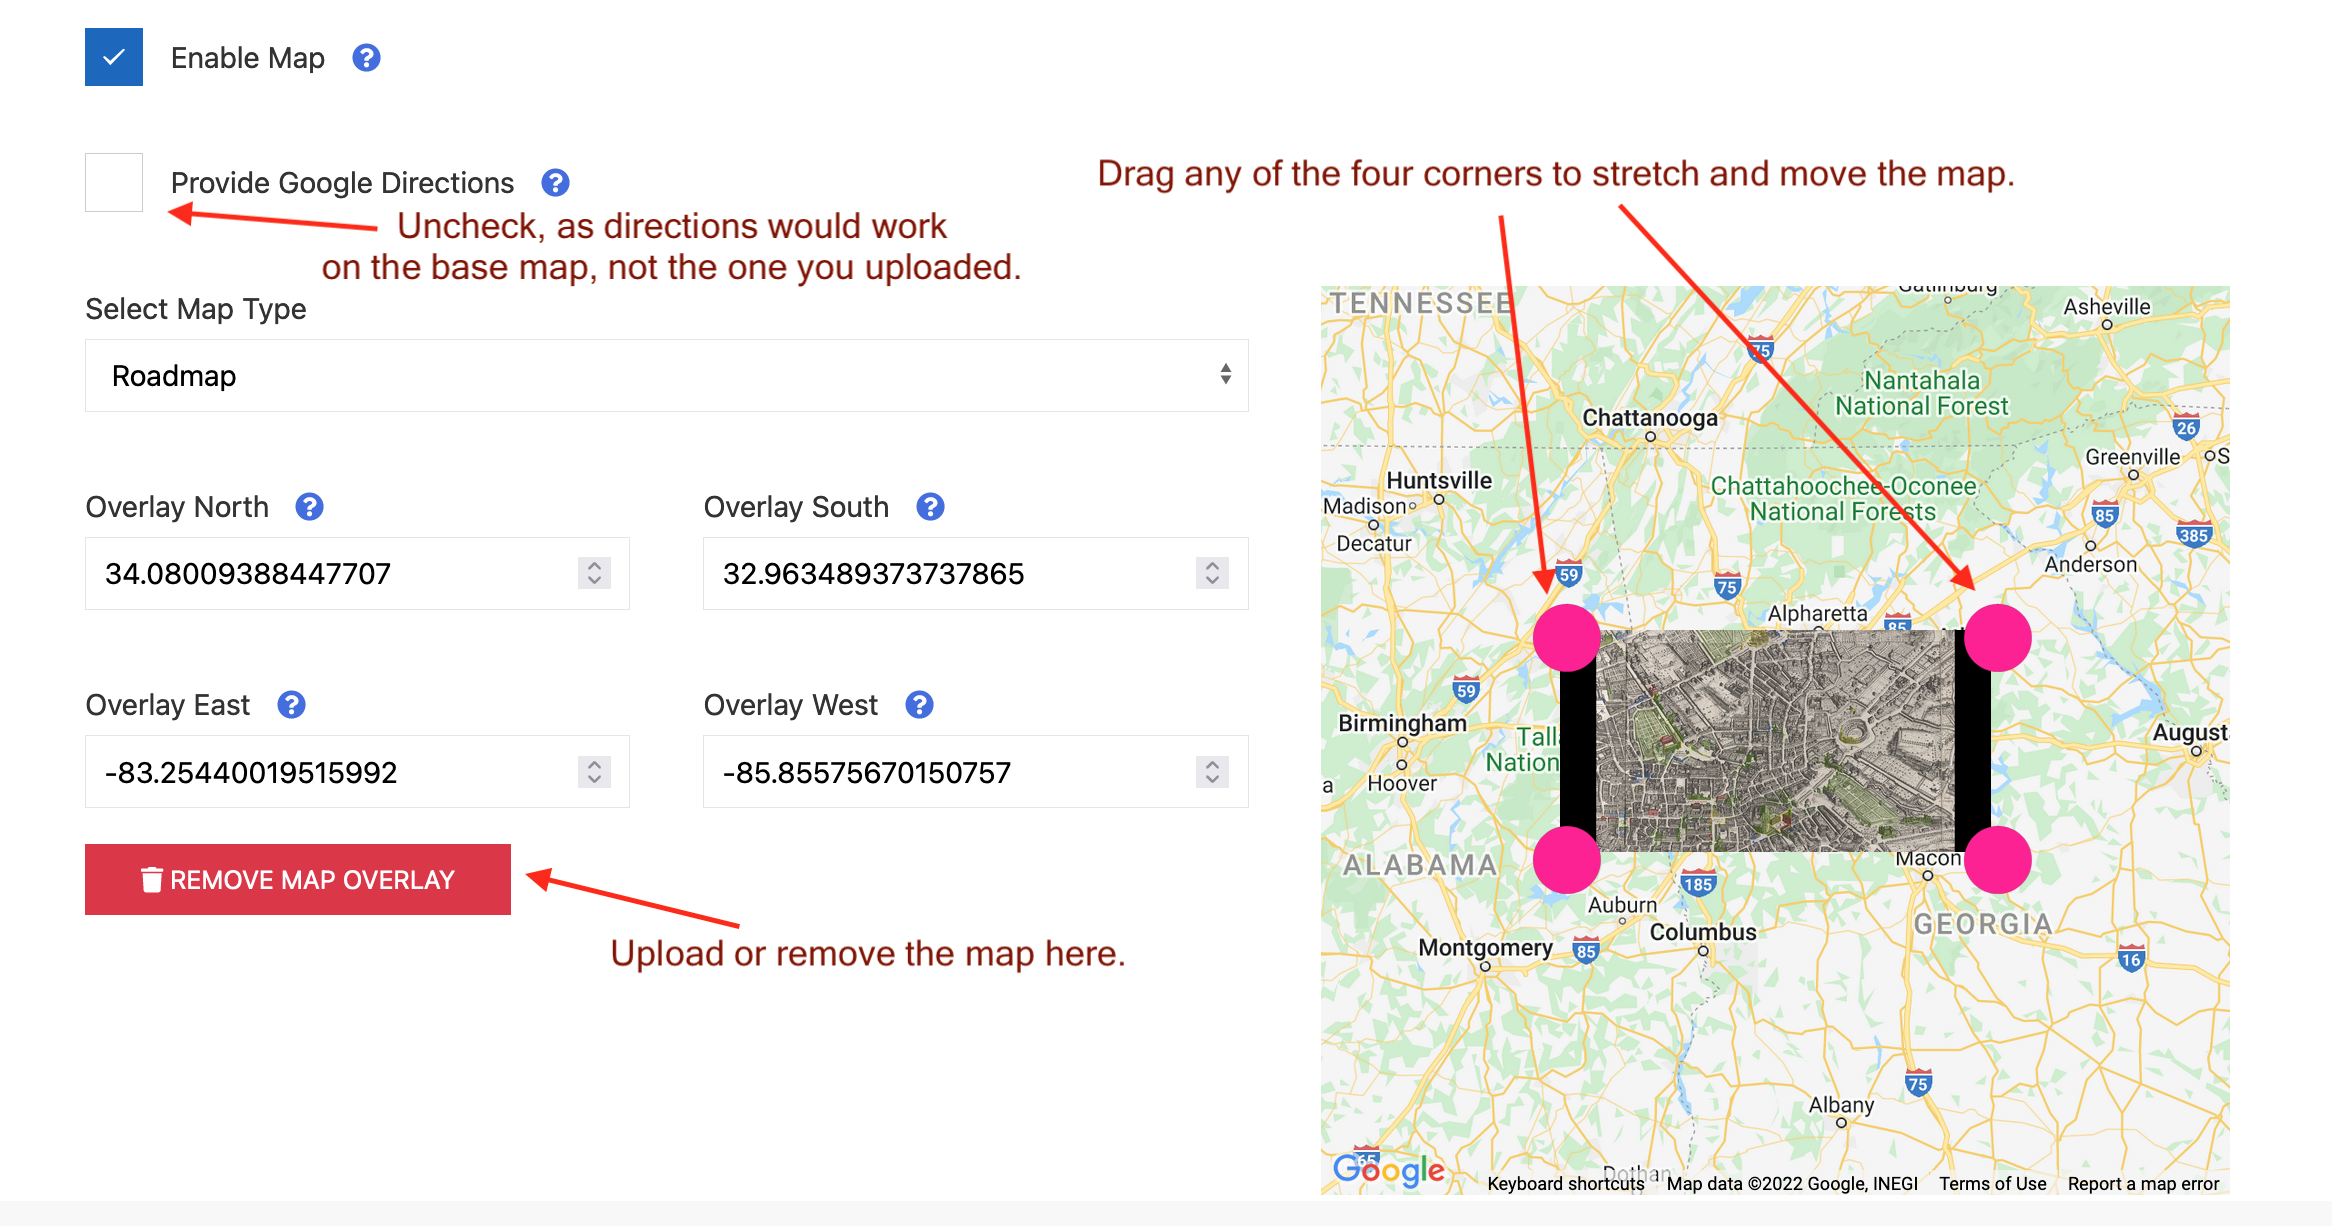 Enable Map ?
Provide Google Directions ?
Drag any of the four corners to stretch and move the map.
Uncheck, as directions would work
on the base map, not the one you uploaded.
Select Map Type
Roadmap
Overlay North ?
Overlay South ?
34.08009388447707
32.963489373737865
Overlay East ?
Overlay West ?
-83.25440019515992
-85.85575670150757
REMOVE MAP OVERLAY
Upload or remove the map here.
TENNESSEE
Gatlinburg
Asheville
75
Nantahala
National Forest
Chattanooga
26
Greenville
S
Huntsville
Chattahoochee-Oconee
National Forests
Madison
85
385
Decatur
59
75
Anderson
Alpharetta
85
59
Birmingham
Tall
Nation
August
a
Hoover
ALABAMA
Macon
185
Auburn
GEORGIA
Columbus
Montgomery
85
16
75
Albany
65
Google
Dothan
Keyboard shortcuts
Map data ©2022 Google, INEGI
Terms of Use
Report a map error